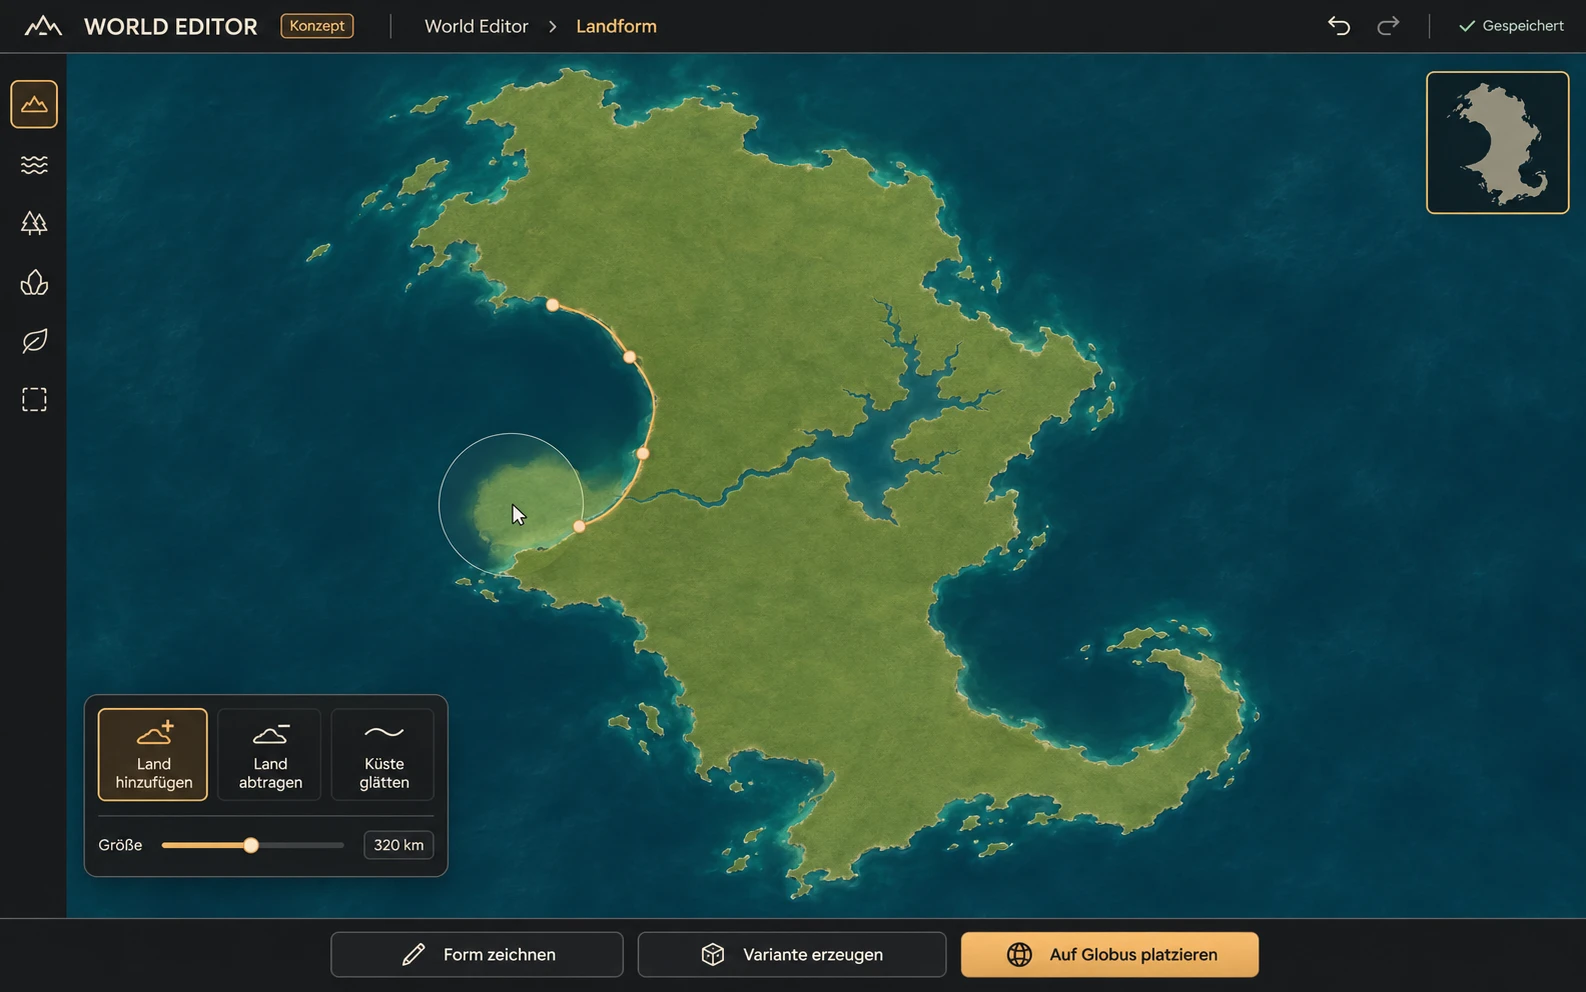 WORLD EDITOR
Konzept
World Editor > Landform
Gespeichert
Land
hinzufügen
Land
abtragen
Küste
glätten
Größe
320 km
Form zeichnen
Variante erzeugen
Auf Globus platzieren